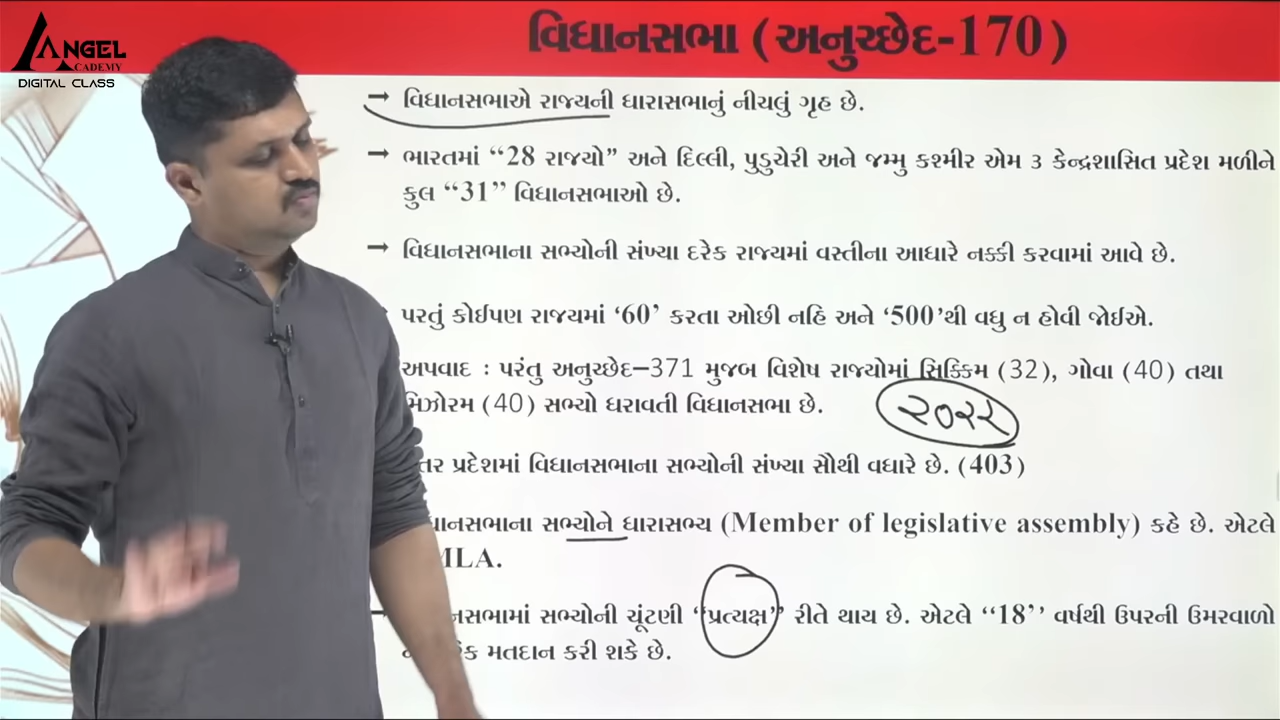 ANGEL
ACADEMY
DIGITAL CLASS
વિધાનસભા (અનુચ્છેદ-170)
→ વિધાનસભાએ રાજ્યની ધારાસભાનું નીચલું ગૃહ છે.
→ ભારતમાં “28 રાજ્યો” અને દિલ્લી, પુડુચેરી અને જમ્મુ કશ્મીર એમ ૩ કેન્દ્રશાસિત પ્રદેશ મળીને
કુલ “31” વિધાનસભાઓ છે.
→ વિધાનસભાના સભ્યોની સંખ્યા દરેક રાજ્યમાં વસ્તીના આધારે નક્કી કરવામાં આવે છે.
પરતું કોઈપણ રાજ્યમાં ‘60’ કરતા ઓછી નહિ અને ‘500’થી વધુ ન હોવી જોઈએ.
અપવાદ : પરંતુ અનુચ્છેદ–371 મુજબ વિશેષ રાજ્યોમાં સિક્કિમ (32), ગોવા (40) તથા
મિઝોરમ (40) સભ્યો ધરાવતી વિધાનસભા છે.
૨૦૨૨
પ્રદેશમાં વિધાનસભાના સભ્યોની સંખ્યા સૌથી વધારે છે. (403)
સભ્યોને ધારાસભ્ય (Member of legislative assembly) કહે છે. એટલે
MLA.
સભ્યોની ચૂંટણી “પ્રત્યક્ષ” રીતે થાય છે. એટલે “18” વર્ષથી ઉપરની ઉમરવાળો
મતદાન કરી શકે છે.